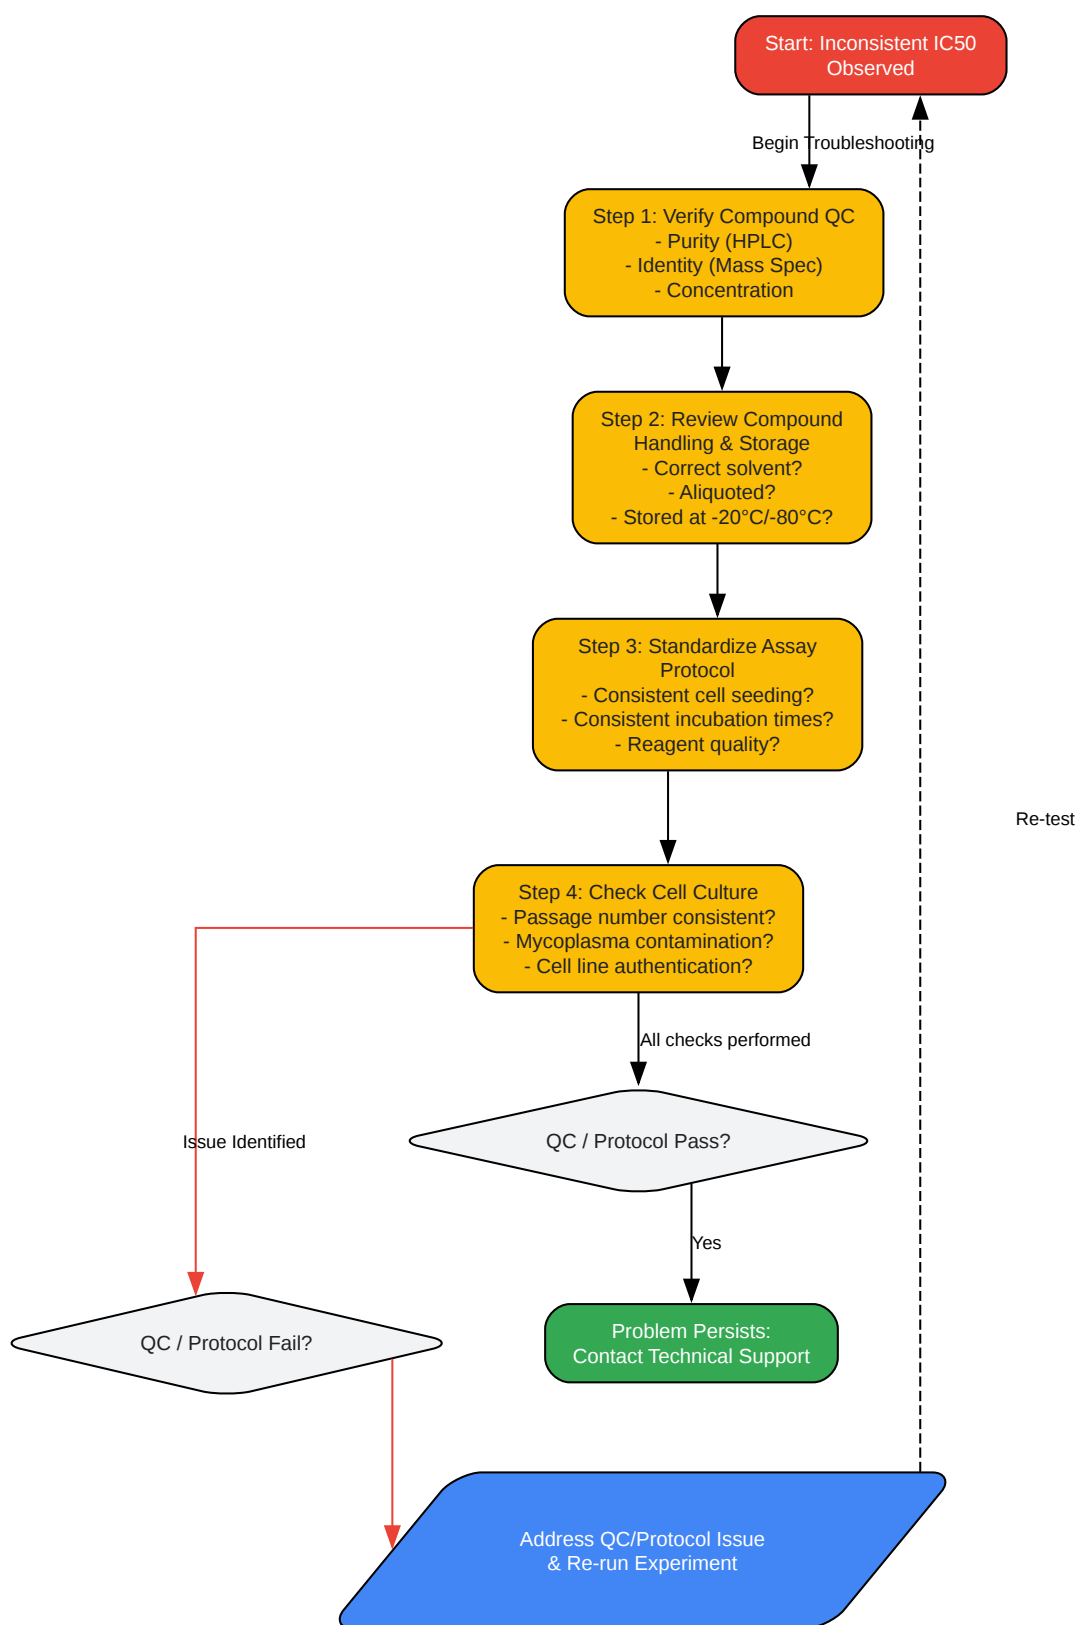 Start: Inconsistent IC50
Observed
Begin Troubleshooting
Step 1: Verify Compound QC
- Purity (HPLC)
- Identity (Mass Spec)
- Concentration
Step 2: Review Compound
Handling & Storage
- Correct solvent?
- Aliquoted?
- Stored at -20°C/-80°C?
Step 3: Standardize Assay
Protocol
- Consistent cell seeding?
- Consistent incubation times?
- Reagent quality?
Re-test
Step 4: Check Cell Culture
- Passage number consistent?
- Mycoplasma contamination?
- Cell line authentication?
All checks performed
Issue Identified
QC / Protocol Pass?
Yes
QC / Protocol Fail?
Problem Persists:
Contact Technical Support
Address QC/Protocol Issue
& Re-run Experiment